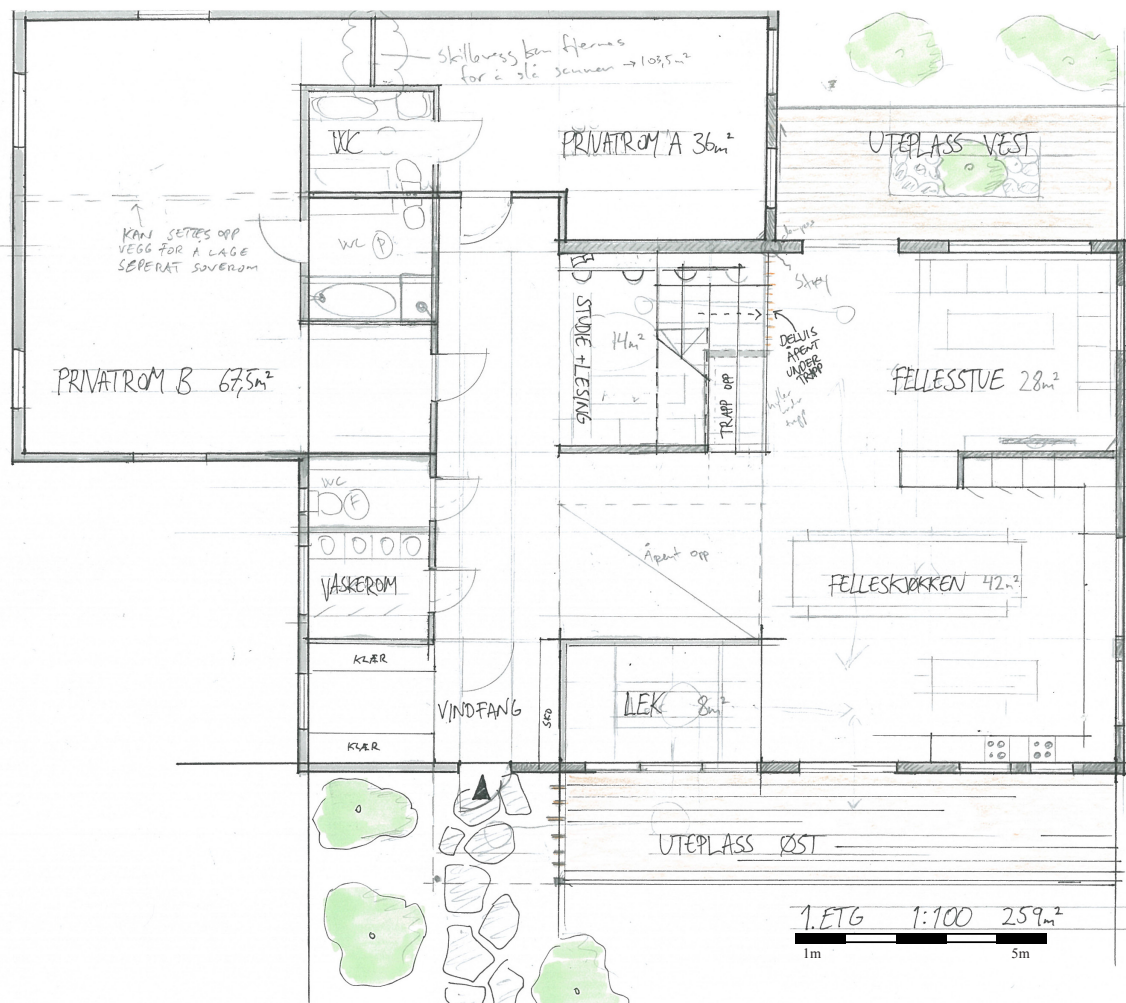 skillevegg kan fjernes
for å slå sammen → 103,5m²
WC
PRIVATROM A 36m²
UTEPLASS VEST
KAN SETTES OPP
VEGG FOR Å LAGE
SEPERAT SOVEROM
WC P
STUDIE + LESING
14m²
DELVIS
ÅPENT
UNDER
TRAPP
hyller
under
trapp
TRAPP OPP
PRIVATROM B 67,5m²
FELLESSTUE 28m²
WC
F
VASKEROM
Åpent opp
FELLESKJØKKEN 42m²
KLÆR
VINDFANG
SKO
LEK 8m²
KLÆR
UTEPLASS ØST
1.ETG 1:100 259m²
1m 5m